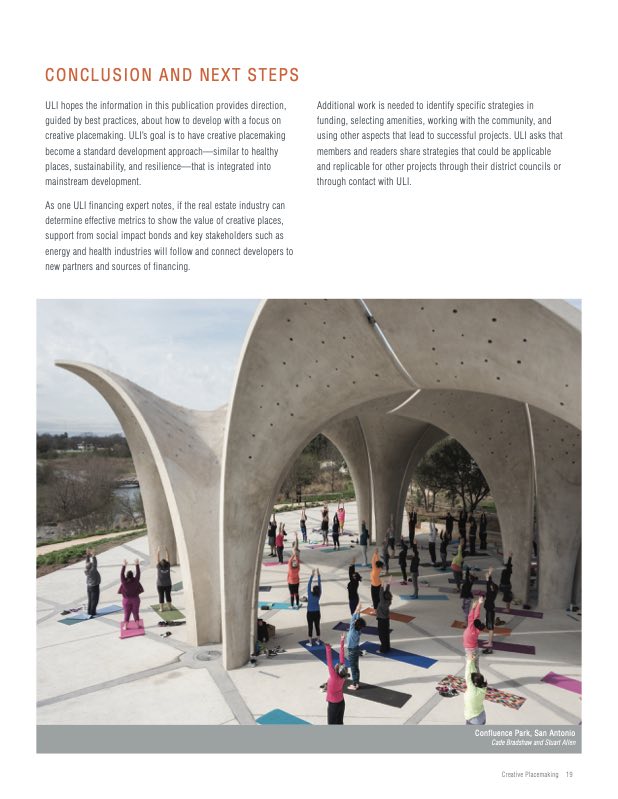 CONCLUSION AND NEXT STEPS
ULI hopes the information in this publication provides direction,
guided by best practices, about how to develop with a focus on
creative placemaking. ULI's goal is to have creative placemaking
become a standard development approach—similar to healthy
places, sustainability, and resilience—that is integrated into
mainstream development.
As one ULI financing expert notes, if the real estate industry can
determine effective metrics to show the value of creative places,
support from social impact bonds and key stakeholders such as
energy and health industries will follow and connect developers to
new partners and sources of financing.
Additional work is needed to identify specific strategies in
funding, selecting amenities, working with the community, and
using other aspects that lead to successful projects. ULI asks that
members and readers share strategies that could be applicable
and replicable for other projects through their district councils or
through contact with ULI.
Confluence Park, San Antonio
Cade Bradshaw and Stuart Allen
Creative Placemaking 19